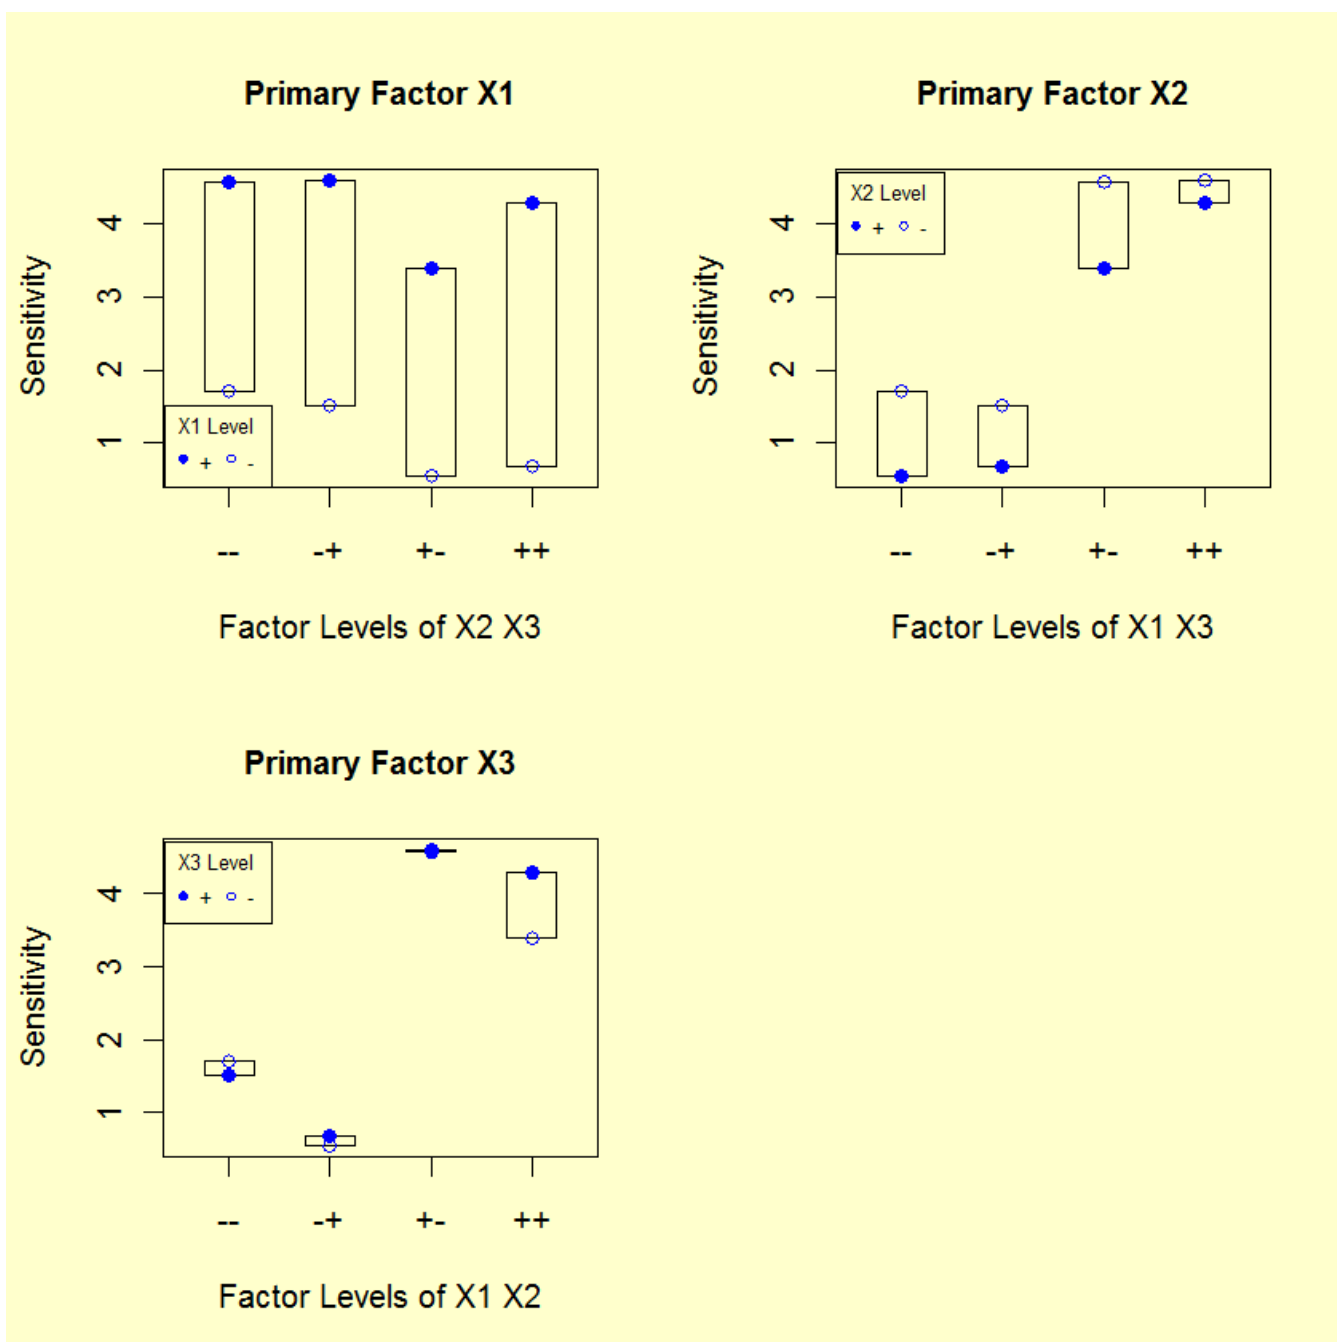 Primary Factor X1
Sensitivity
4
3
2
1
X1 Level
+ -
-- -+ +- ++
Factor Levels of X2 X3
Primary Factor X2
Sensitivity
4
3
2
1
X2 Level
+ -
-- -+ +- ++
Factor Levels of X1 X3
Primary Factor X3
Sensitivity
4
3
2
1
X3 Level
+ -
-- -+ +- ++
Factor Levels of X1 X2